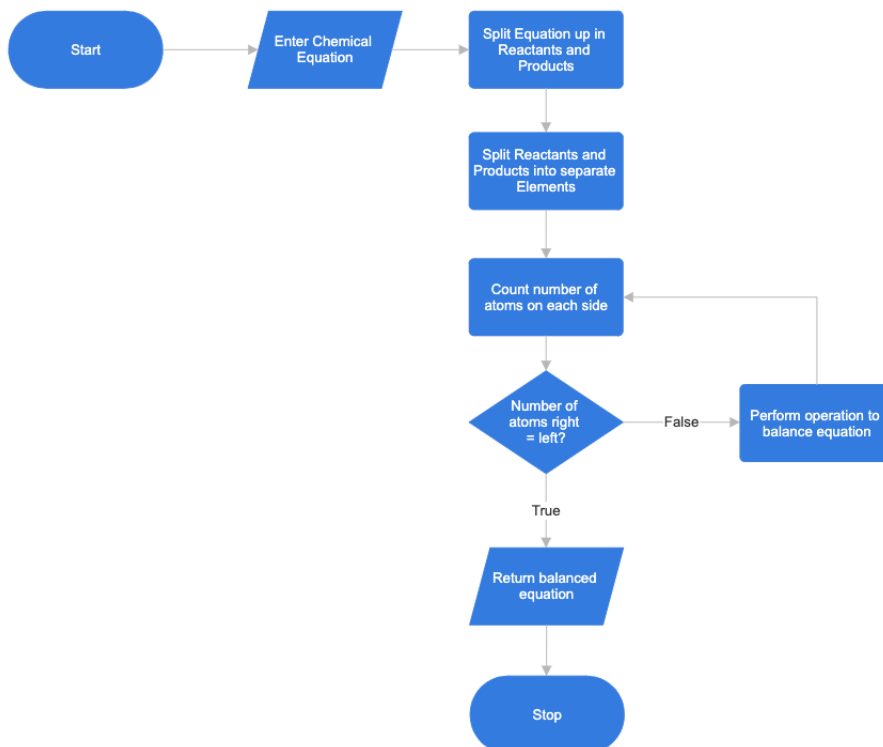 Start
Enter Chemical
Equation
Split Equation up in
Reactants and
Products
Split Reactants and
Products into separate
Elements
Count number of
atoms on each side
Number of
atoms right
= left?
False
Perform operation to
balance equation
True
Return balanced
equation
Stop